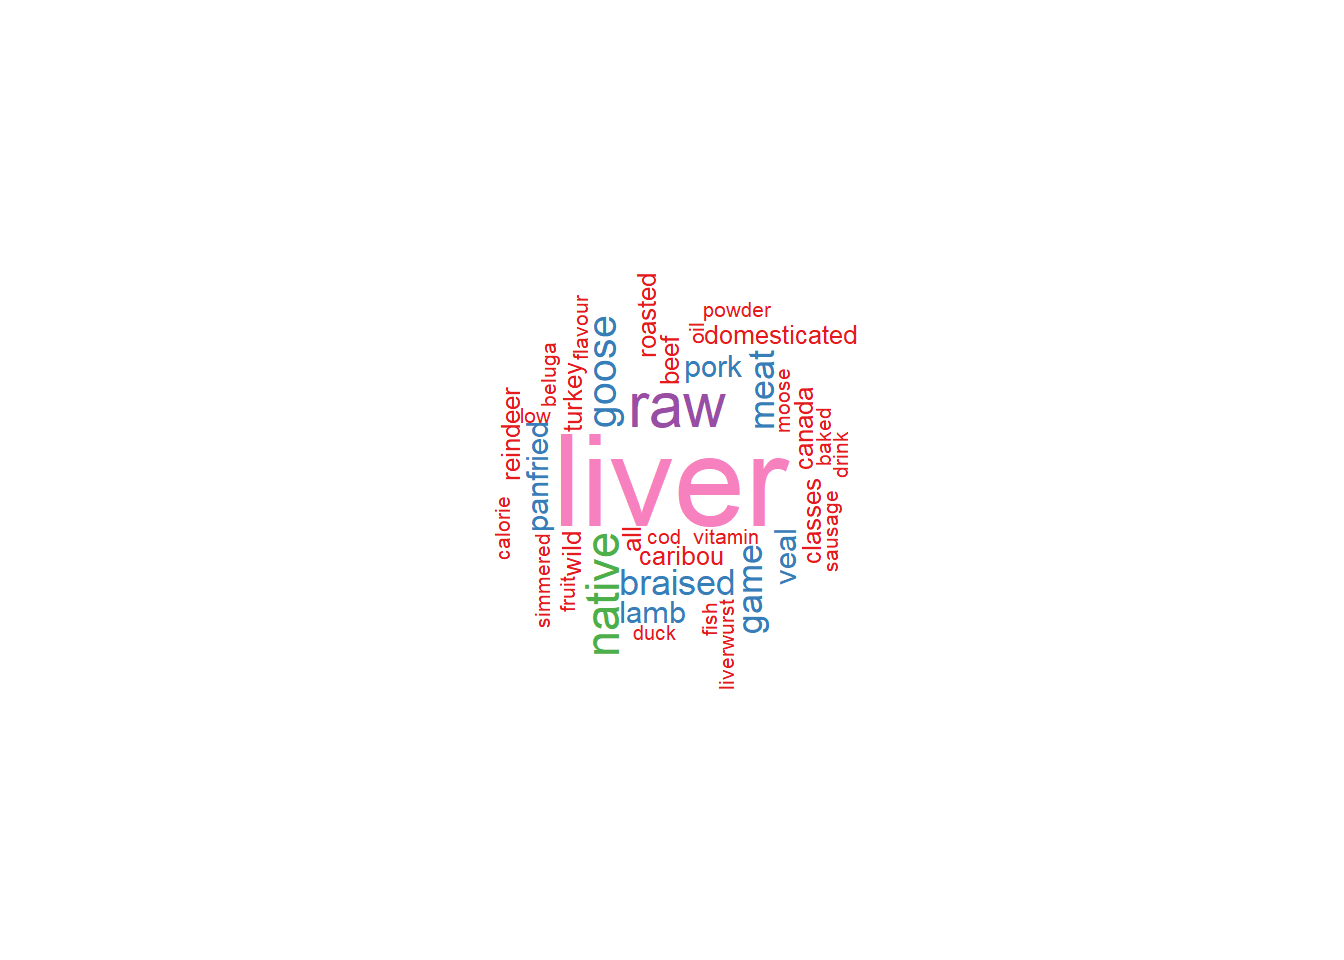 roasted
powder
flavour
goose
oil
domesticated
beluga
turkey
beef
pork
meat
moose
reindeer
low
raw
canada
baked
drink
panfried
liver
calorie
classes
sausage
simmered
wild
fruit
native
all
cod
vitamin
caribou
braised
game
veal
lamb
duck
fish
liverwurst